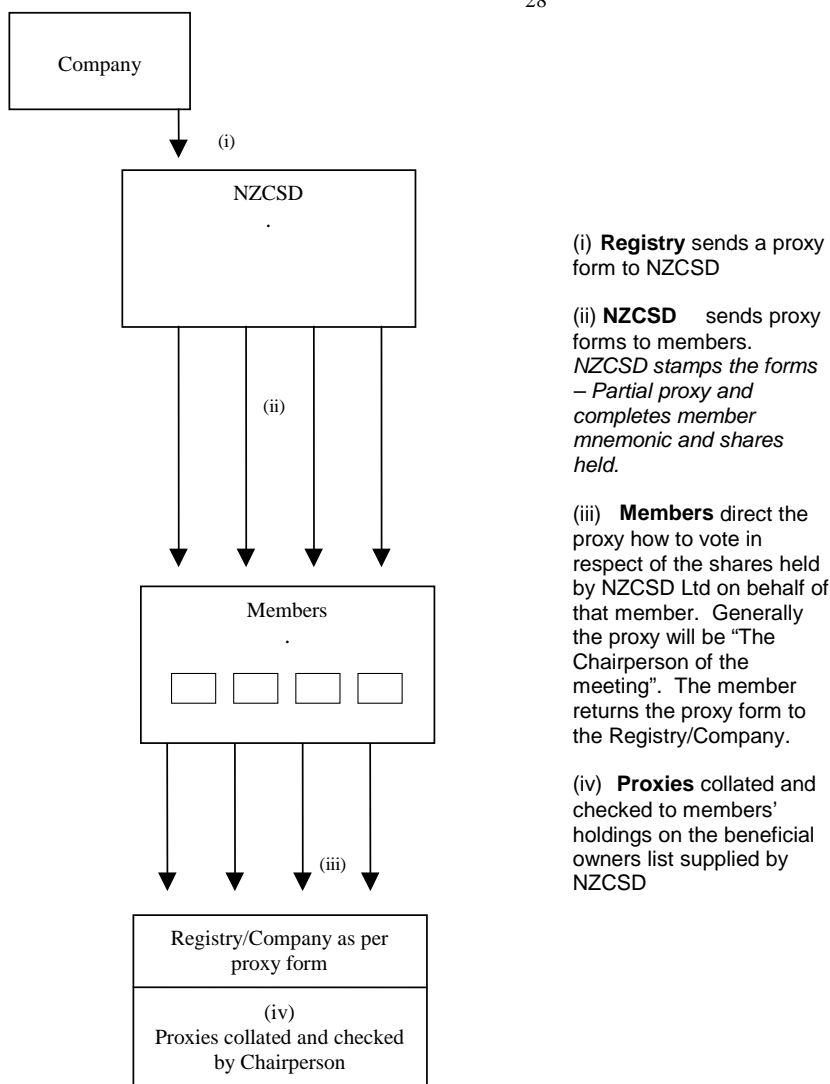 28
Company
(i)
NZCSD
.
(ii)
Members
.
(iii)
Registry/Company as per
proxy form
(iv)
Proxies collated and checked
by Chairperson
(i) Registry sends a proxy
form to NZCSD
(ii) NZCSD sends proxy
forms to members.
NZCSD stamps the forms
– Partial proxy and
completes member
mnemonic and shares
held.
(iii) Members direct the
proxy how to vote in
respect of the shares held
by NZCSD Ltd on behalf of
that member. Generally
the proxy will be “The
Chairperson of the
meeting”. The member
returns the proxy form to
the Registry/Company.
(iv) Proxies collated and
checked to members’
holdings on the beneficial
owners list supplied by
NZCSD